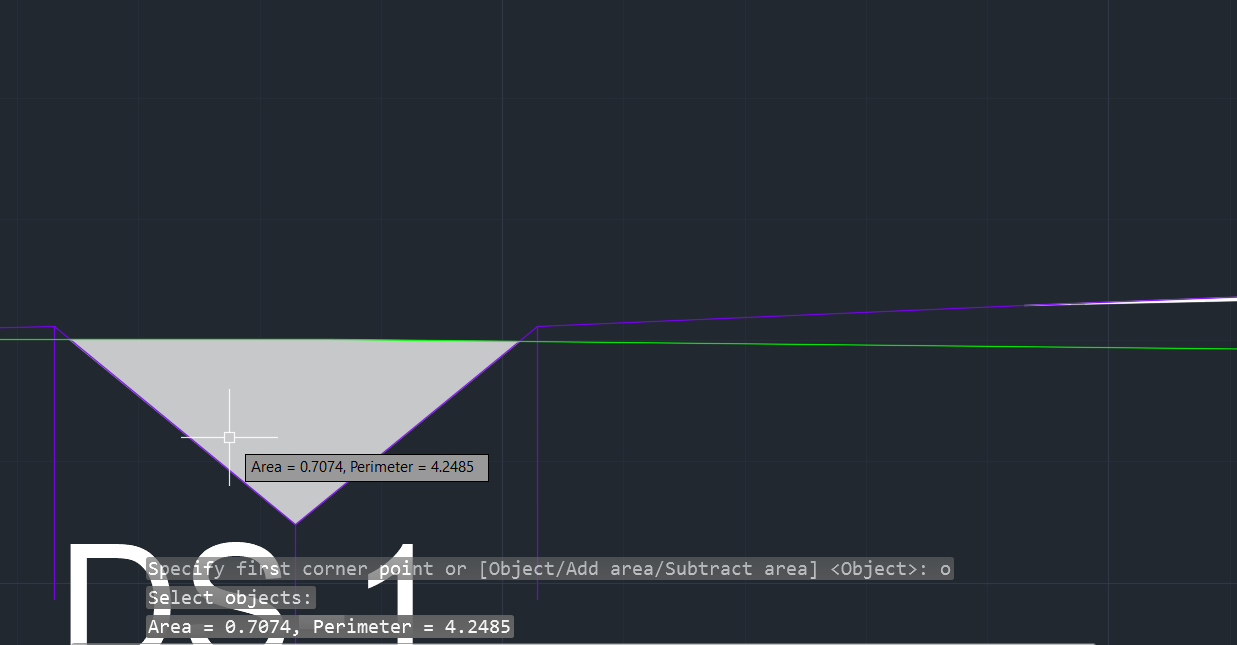 Area = 0.7074, Perimeter = 4.2485
DS 1
Specify first corner point or [Object/Add area/Subtract area] <Object>: o
Select objects:
Area = 0.7074, Perimeter = 4.2485